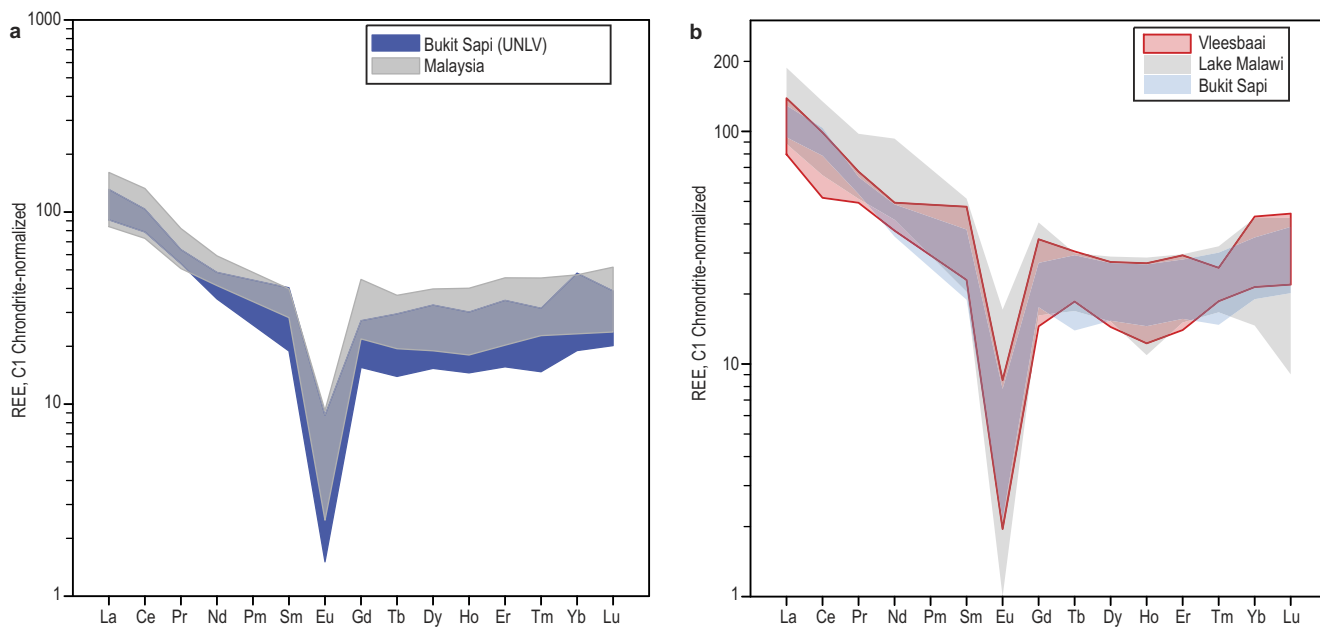 a
1000
100
10
1
REE, C1 Chrondrite-normalized
Bukit Sapi (UNLV)
Malaysia
La Ce Pr Nd Pm Sm Eu Gd Tb Dy Ho Er Tm Yb Lu
b
200
100
10
1
REE, C1 Chrondrite-normalized
Vleesbaai
Lake Malawi
Bukit Sapi
La Ce Pr Nd Pm Sm Eu Gd Tb Dy Ho Er Tm Yb Lu